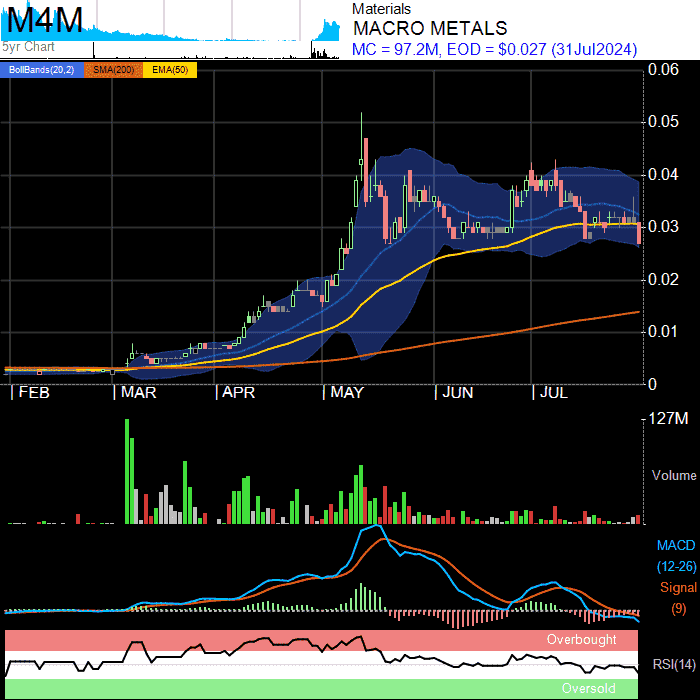 M4M
5yr Chart
Materials
MACRO METALS
MC = 97.2M, EOD = $0.027 (31Jul2024)
BollBands(20,2) SMA(200) EMA(50)
0.06
0.05
0.04
0.03
0.02
0.01
0
FEB MAR APR MAY JUN JUL
127M
Volume
MACD
(12-26)
Signal
(9)
Overbought
RSI(14)
Oversold